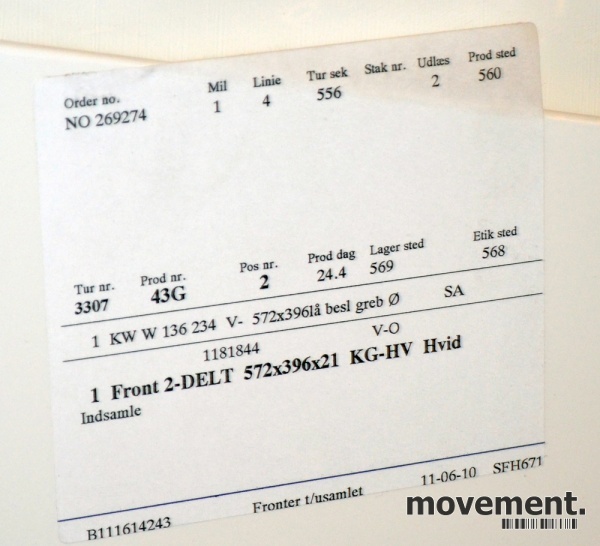 Order no. Mil Linie Tur sek Stak nr. Udlæs Prod sted
NO 269274 1 4 556 2 560
Tur nr. Prod nr. Pos nr. Prod dag Lager sted Etik sted
3307 43G 2 24.4 569 568
1 KW W 136 234 V- 572x396lå besl greb Ø SA
1181844 V-O
1 Front 2-DELT 572x396x21 KG-HV Hvid
Indsamle
B111614243 Fronter t/usamlet 11-06-10 SFH671
movement.